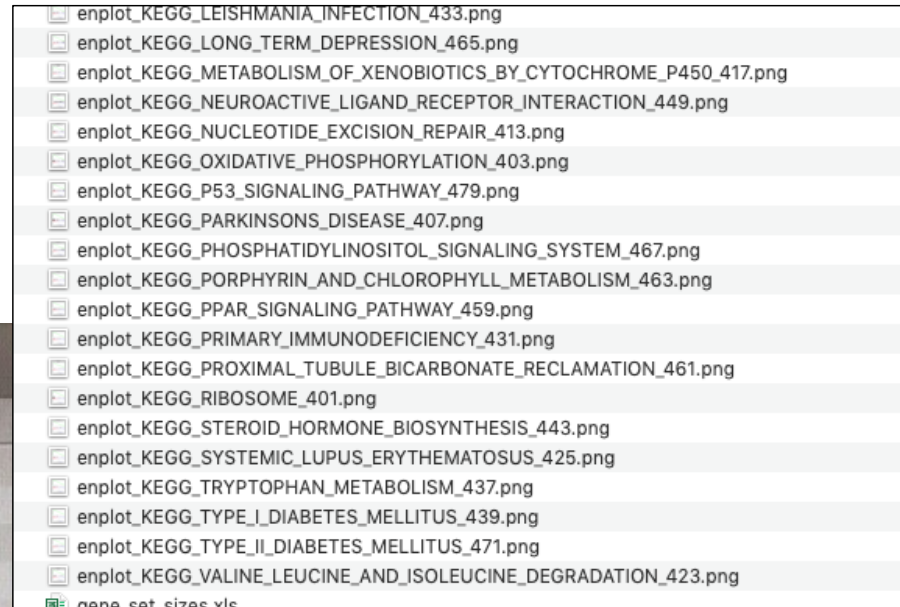 enplot_KEGG_LEISHMANIA_INFECTION_433.png
enplot_KEGG_LONG_TERM_DEPRESSION_465.png
enplot_KEGG_METABOLISM_OF_XENOBIOTICS_BY_CYTOCHROME_P450_417.png
enplot_KEGG_NEUROACTIVE_LIGAND_RECEPTOR_INTERACTION_449.png
enplot_KEGG_NUCLEOTIDE_EXCISION_REPAIR_413.png
enplot_KEGG_OXIDATIVE_PHOSPHORYLATION_403.png
enplot_KEGG_P53_SIGNALING_PATHWAY_479.png
enplot_KEGG_PARKINSONS_DISEASE_407.png
enplot_KEGG_PHOSPHATIDYLINOSITOL_SIGNALING_SYSTEM_467.png
enplot_KEGG_PORPHYRIN_AND_CHLOROPHYLL_METABOLISM_463.png
enplot_KEGG_PPAR_SIGNALING_PATHWAY_459.png
enplot_KEGG_PRIMARY_IMMUNODEFICIENCY_431.png
enplot_KEGG_PROXIMAL_TUBULE_BICARBONATE_RECLAMATION_461.png
enplot_KEGG_RIBOSOME_401.png
enplot_KEGG_STEROID_HORMONE_BIOSYNTHESIS_443.png
enplot_KEGG_SYSTEMIC_LUPUS_ERYTHEMATOSUS_425.png
enplot_KEGG_TRYPTOPHAN_METABOLISM_437.png
enplot_KEGG_TYPE_I_DIABETES_MELLITUS_439.png
enplot_KEGG_TYPE_II_DIABETES_MELLITUS_471.png
enplot_KEGG_VALINE_LEUCINE_AND_ISOLEUCINE_DEGRADATION_423.png
gene_set_sizes.xls